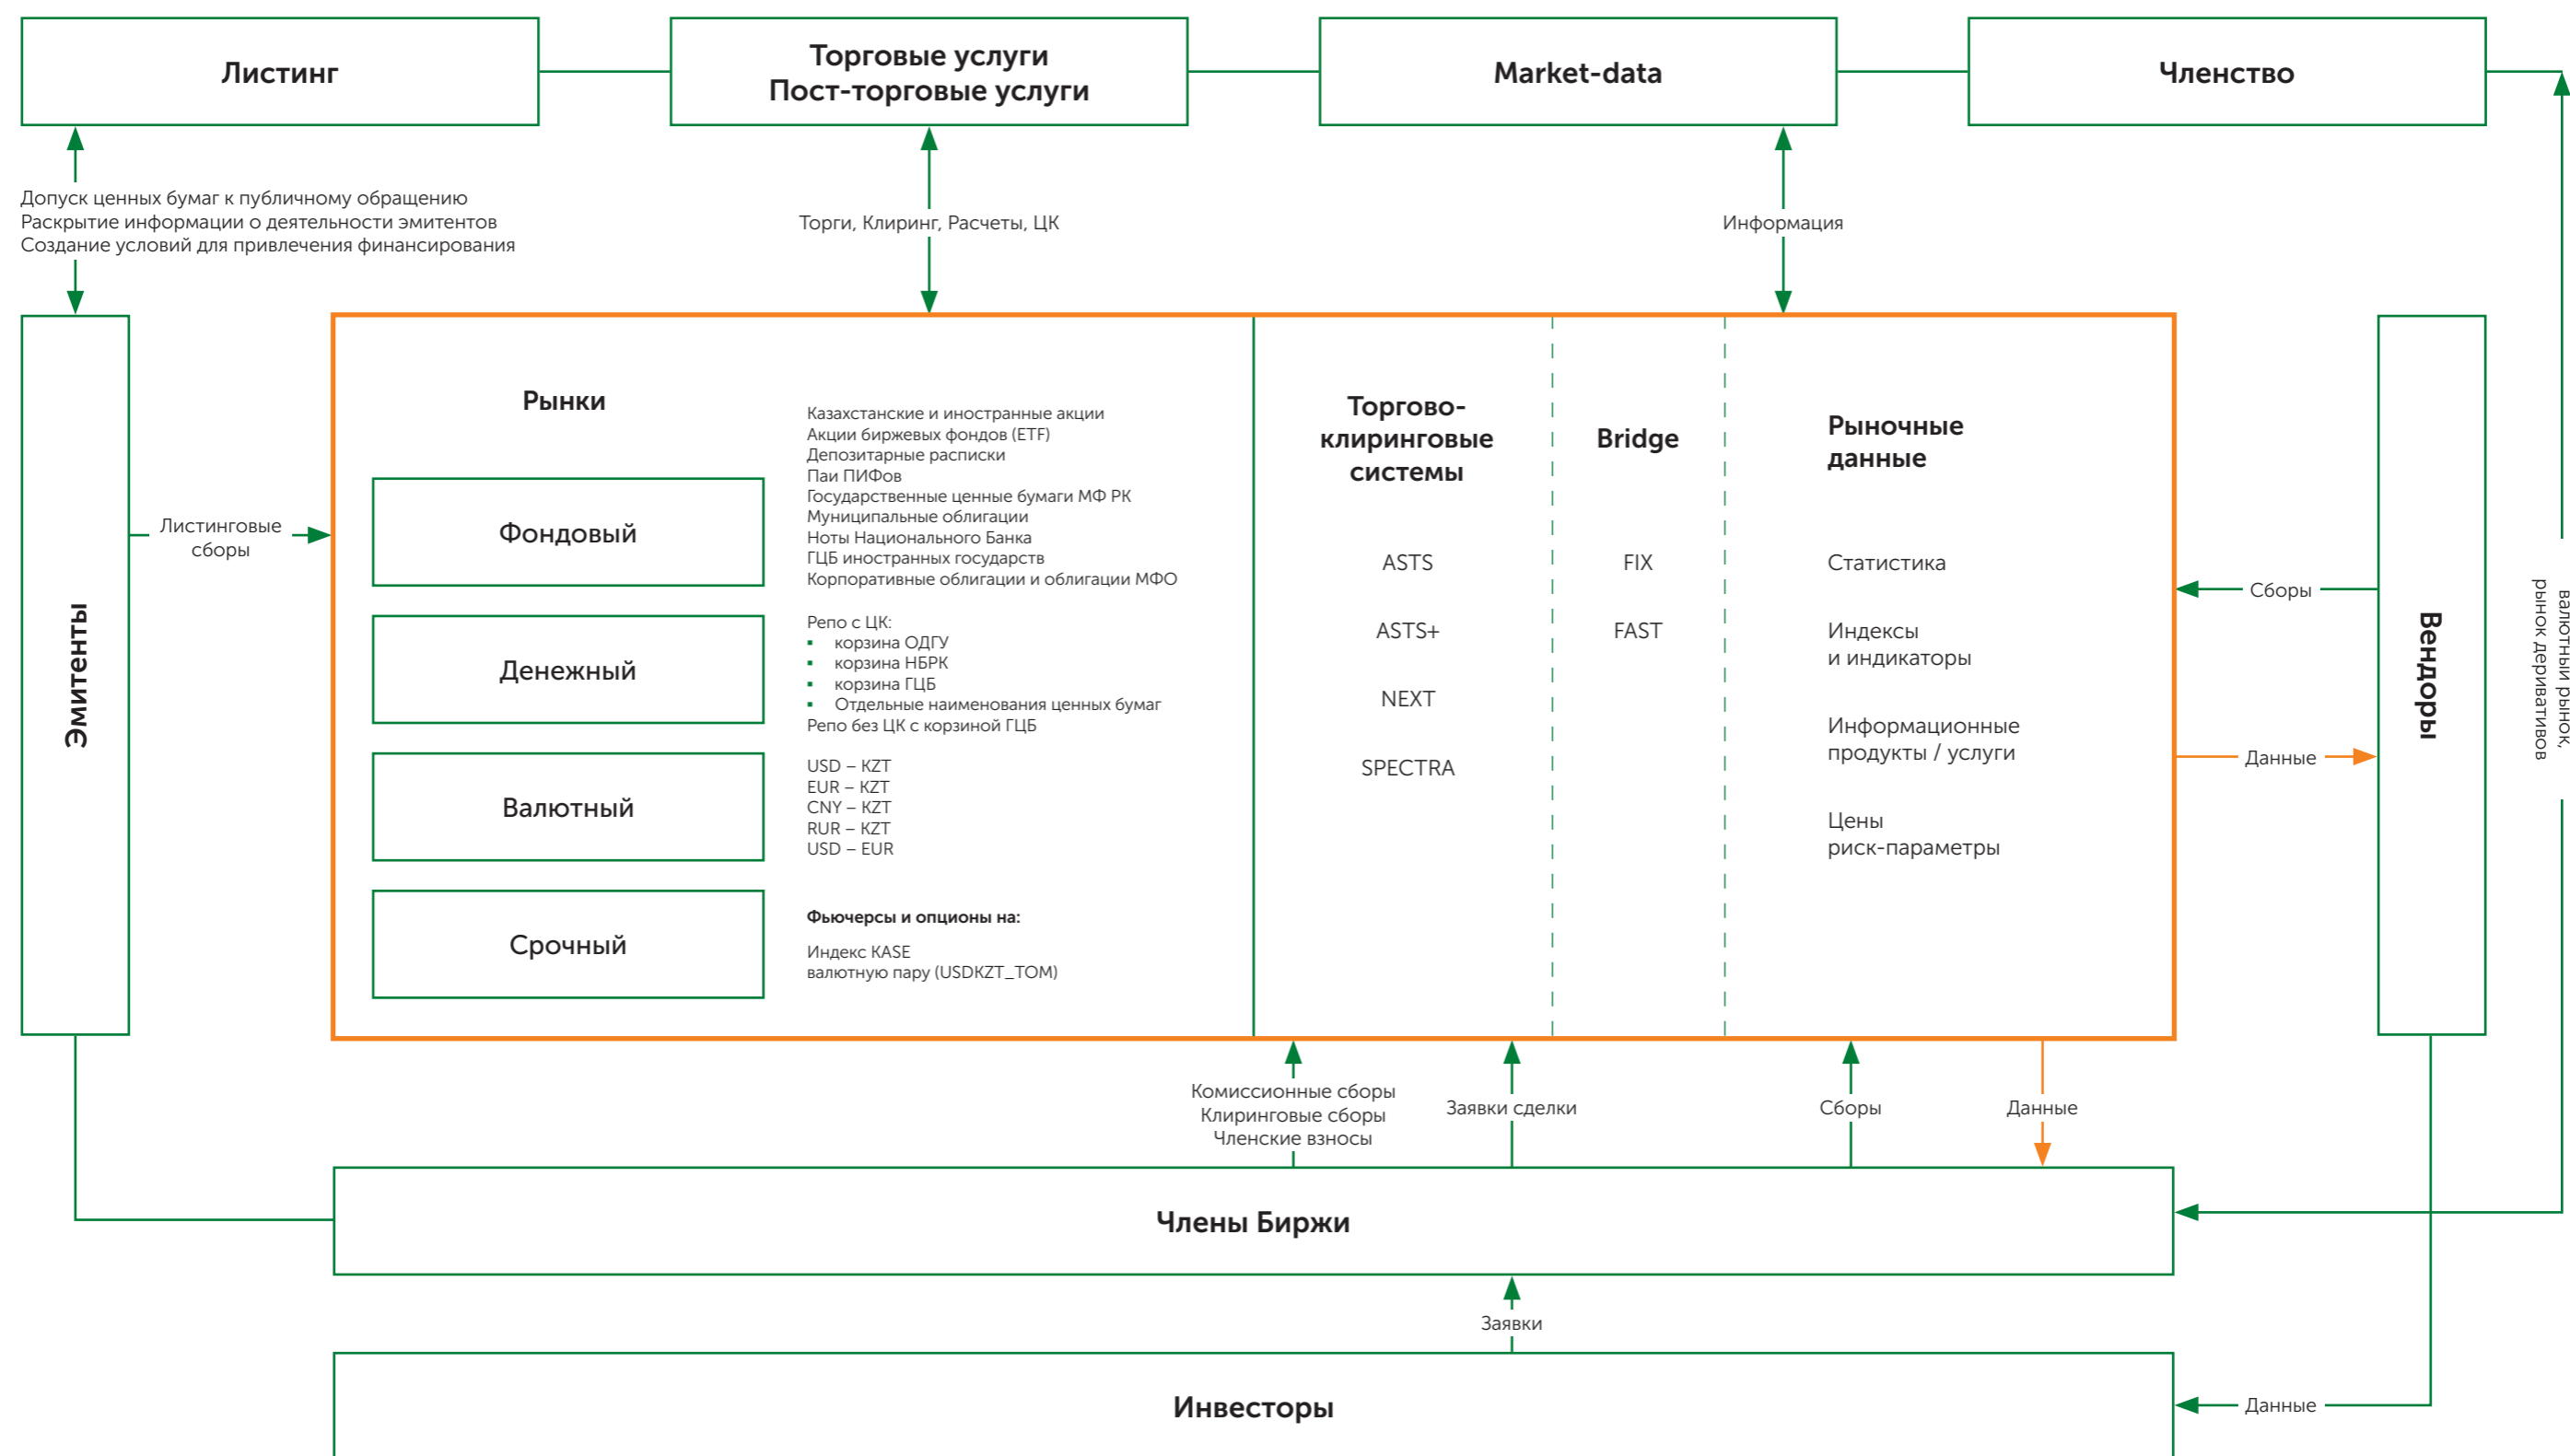 Листинг
Торговые услуги
Пост-торговые услуги
Market-data
Членство
Допуск ценных бумаг к публичному обращению
Раскрытие информации о деятельности эмитентов
Создание условий для привлечения финансирования
Торги, Клиринг, Расчеты, ЦК
Информация
Эмитенты
Листинговые
сборы
Рынки
Фондовый
Казахстанские и иностранные акции
Акции биржевых фондов (ETF)
Депозитарные расписки
Паи ПИФов
Государственные ценные бумаги МФ РК
Муниципальные облигации
Ноты Национального Банка
ГЦБ иностранных государств
Корпоративные облигации и облигации МФО
Денежный
Репо с ЦК:
▪ корзина ОДГУ
▪ корзина НБРК
▪ корзина ГЦБ
▪ Отдельные наименования ценных бумаг
Репо без ЦК с корзиной ГЦБ
Валютный
USD – KZT
EUR – KZT
CNY – KZT
RUR – KZT
USD – EUR
Срочный
Фьючерсы и опционы на:
Индекс KASE
валютную пару (USDKZT_TOM)
Торгово-
клиринговые
системы
ASTS
ASTS+
NEXT
SPECTRA
Bridge
FIX
FAST
Рыночные
данные
Статистика
Индексы
и индикаторы
Информационные
продукты / услуги
Цены
риск-параметры
Сборы
Данные
Вендоры
валютный рынок,
рынок деривативов
Комиссионные сборы
Клиринговые сборы
Членские взносы
Заявки сделки
Сборы
Данные
Члены Биржи
Заявки
Инвесторы
Данные